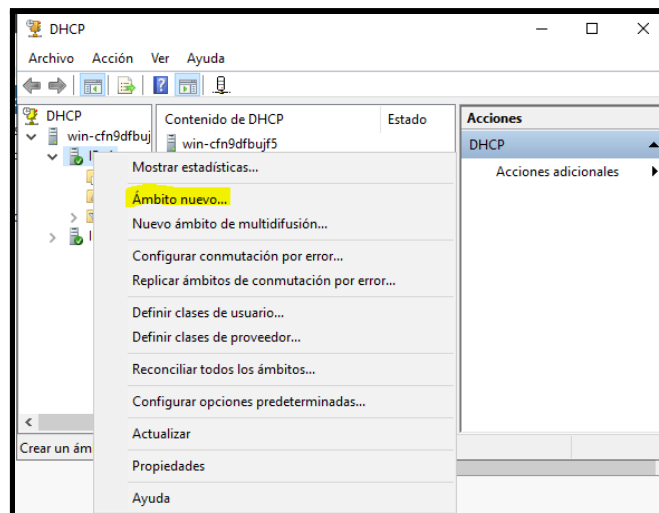 DHCP
Archivo Acción Ver Ayuda
DHCP
win-cfn9dfbuj
Contenido de DHCP Estado
win-cfn9dfbujf5
Acciones
DHCP
Acciones adicionales
Mostrar estadísticas...
Ámbito nuevo...
Nuevo ámbito de multidifusión...
Configurar conmutación por error...
Replicar ámbitos de conmutación por error...
Definir clases de usuario...
Definir clases de proveedor...
Reconciliar todos los ámbitos...
Configurar opciones predeterminadas...
Actualizar
Propiedades
Ayuda
Crear un ám